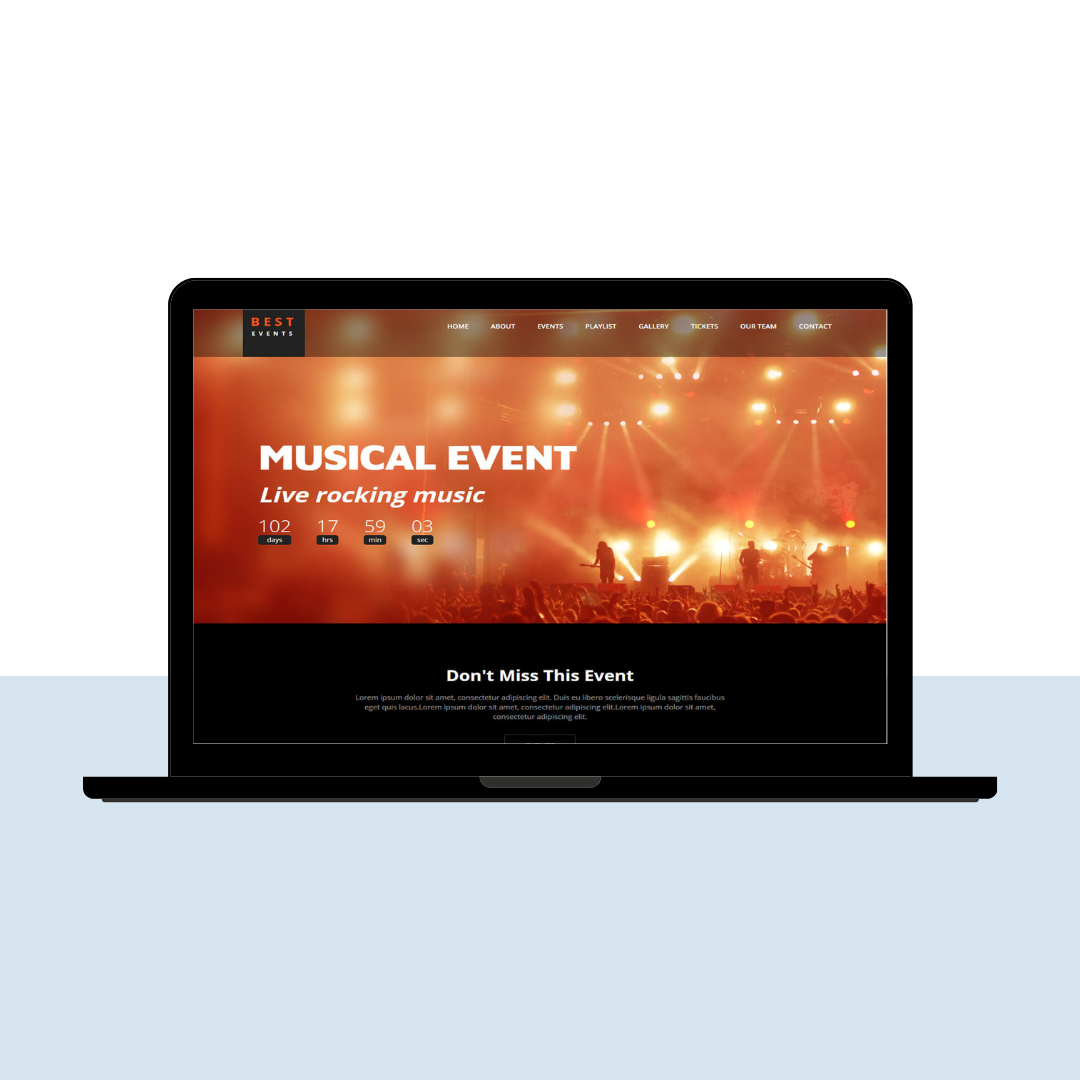 BEST
EVENTS
HOME ABOUT EVENTS PLAYLIST GALLERY TICKETS OUR TEAM CONTACT
MUSICAL EVENT
Live rocking music
102 17 59 03
days hrs min sec
Don't Miss This Event
Lorem ipsum dolor sit amet, consectetur adipiscing elit. Duis eu libero scelerisque ligula sagittis faucibus
eget quis lacus.Lorem ipsum dolor sit amet, consectetur adipiscing elit.Lorem ipsum dolor sit amet,
consectetur adipiscing elit.